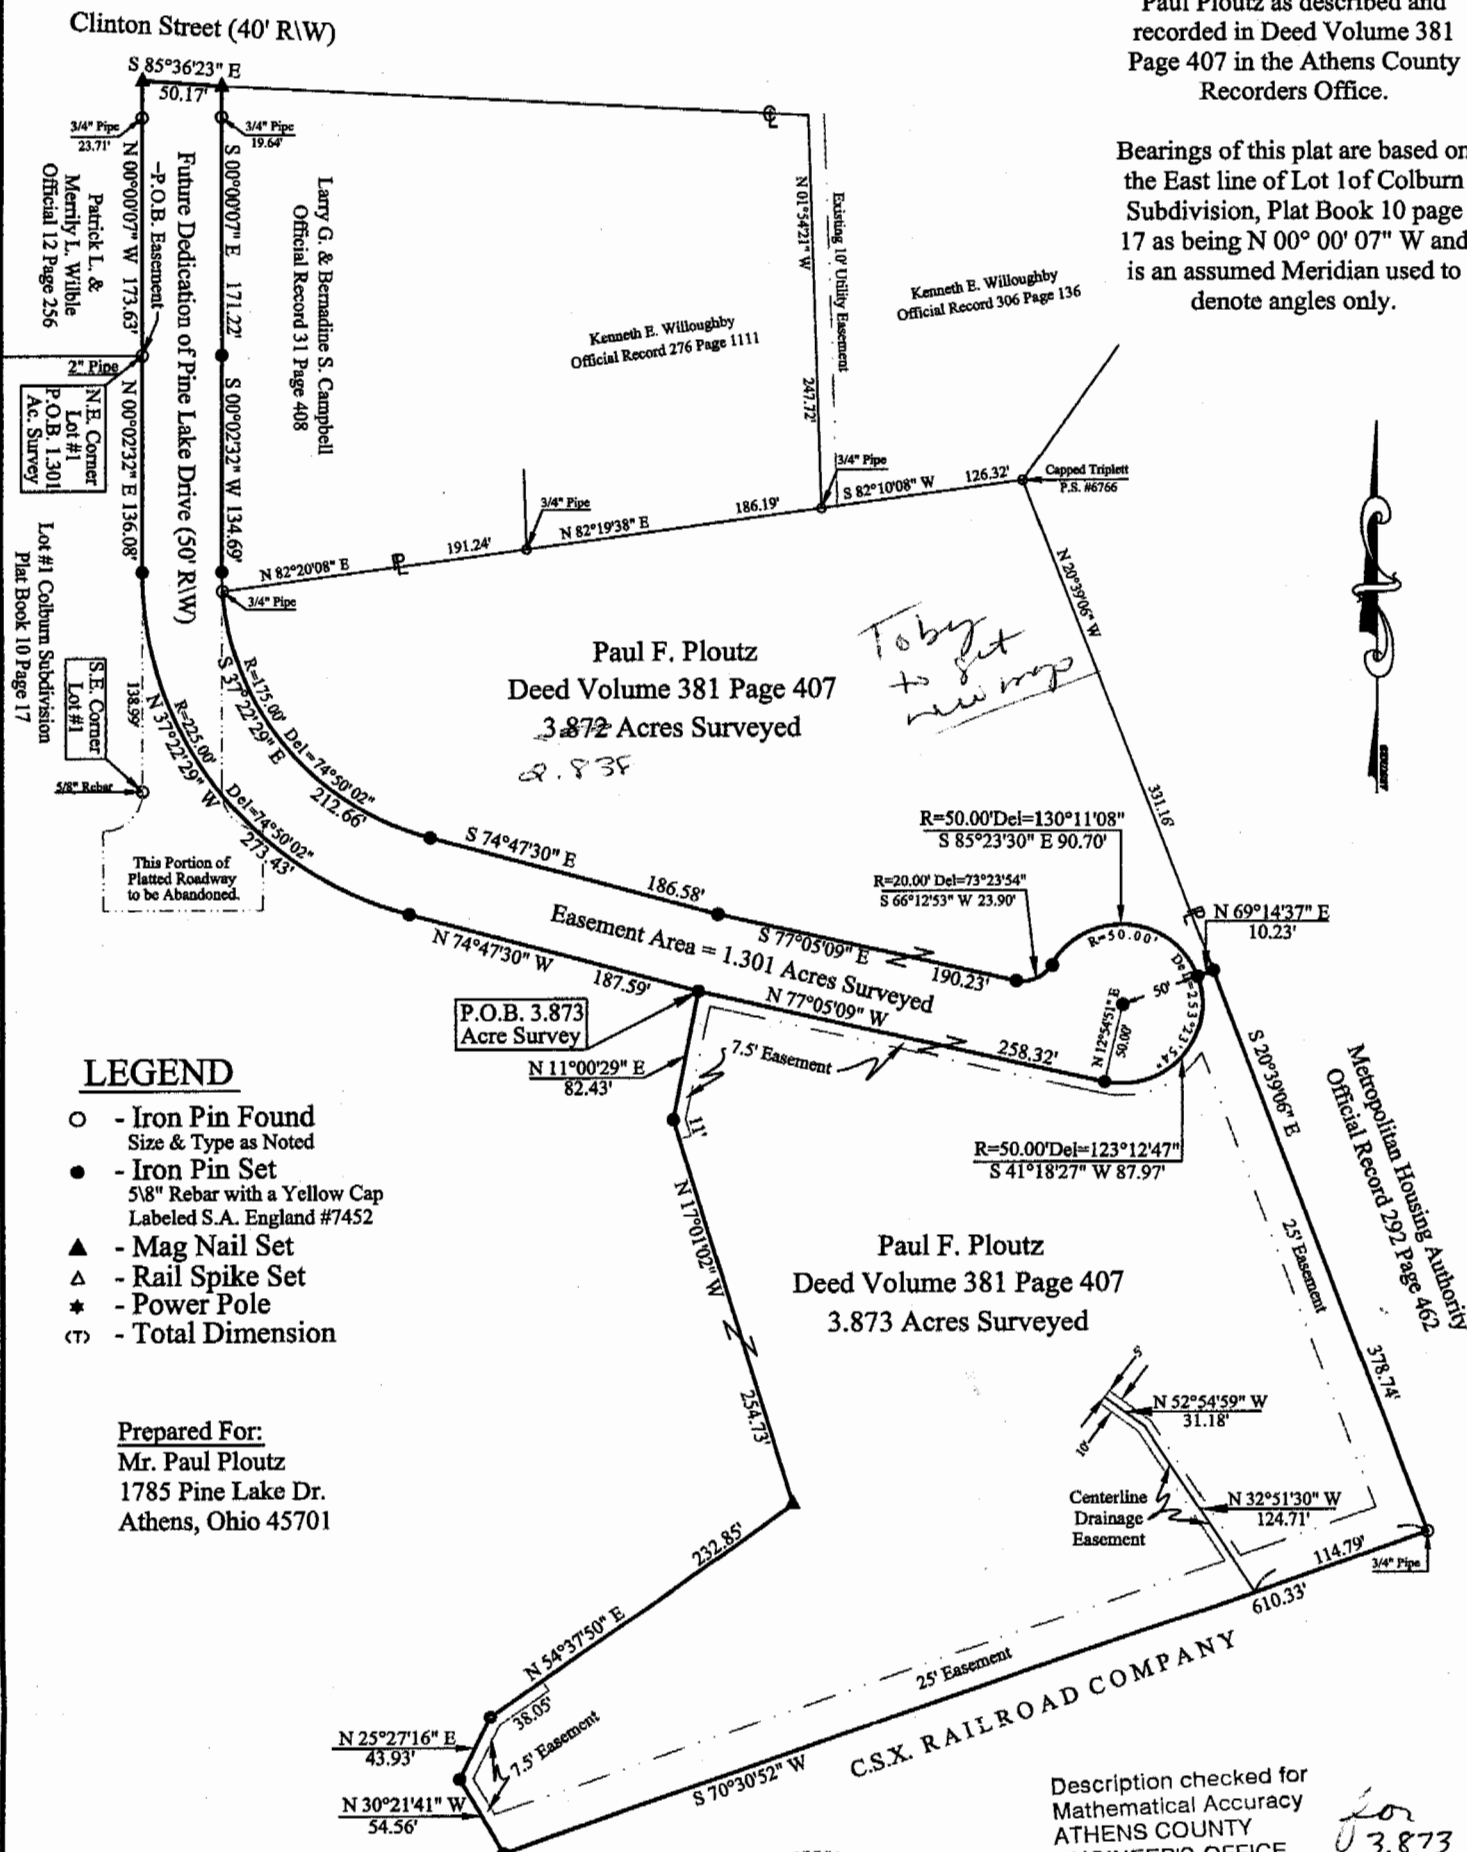 Clinton Street (40' R\W)
S 85°36'23" E
50.17'
3/4" Pipe
23.71'
3/4" Pipe
19.64'
N 00°00'07" W 173.63'
P.O.B. Easement
Future Dedication of Pine Lake Drive (50' R\W)
S 00°00'07" E 171.22'
Patrick L. &
Merrily L. Wilble
Official 12 Page 256
Larry G. & Bernadine S. Campbell
Official Record 31 Page 408
2" Pipe
N.E. Corner
Lot #1
P.O.B. 1.301
Ac. Survey
N 00°02'32" E 136.08'
S 00°02'32" W 134.69'
Lot #1 Colburn Subdivision
Plat Book 10 Page 17
S.E. Corner
Lot #1
5/8" Rebar
138.99'
This Portion of
Platted Roadway
to be Abandoned.
Paul Ploutz as described and
recorded in Deed Volume 381
Page 407 in the Athens County
Recorders Office.
Bearings of this plat are based on
the East line of Lot 1of Colburn
Subdivision, Plat Book 10 page
17 as being N 00° 00' 07" W and
is an assumed Meridian used to
denote angles only.
N 01°54'21" W
247.72'
Existing 10' Utility Easement
Kenneth E. Willoughby
Official Record 276 Page 1111
Kenneth E. Willoughby
Official Record 306 Page 136
3/4" Pipe
N 82°20'08" E
191.24'
3/4" Pipe
N 82°19'38" E
186.19'
3/4" Pipe
S 82°10'08" W
126.32'
Capped Triplett
P.S. #6766
N 20°39'06" W
331.16'
Paul F. Ploutz
Deed Volume 381 Page 407
3.872 Acres Surveyed
2.838
Toby
to get
new map
R=175.00' Del=74°50'02"
S 37°22'29" E
212.66'
R=225.00'
Del=74°50'02"
N 37°22'29" W
273.43'
S 74°47'30" E
186.58'
N 74°47'30" W
187.59'
Easement Area = 1.301 Acres Surveyed
S 77°05'09" E
190.23'
N 77°05'09" W
258.32'
R=50.00'Del=130°11'08"
S 85°23'30" E 90.70'
R=20.00' Del=73°23'54"
S 66°12'53" W 23.90'
R=50.00'
Del=253°23'54"
50'
N 12°54'51" E
50.00'
N 69°14'37" E
10.23'
R=50.00'Del=123°12'47"
S 41°18'27" W 87.97'
P.O.B. 3.873
Acre Survey
N 11°00'29" E
82.43'
7.5' Easement
11'
N 17°01'02" W
254.73'
S 20°39'06" E
378.74'
25' Easement
Metropolitan Housing Authority
Official Record 292 Page 462
Paul F. Ploutz
Deed Volume 381 Page 407
3.873 Acres Surveyed
LEGEND
- Iron Pin Found
Size & Type as Noted
- Iron Pin Set
5\8" Rebar with a Yellow Cap
Labeled S.A. England #7452
- Mag Nail Set
- Rail Spike Set
- Power Pole
(T) - Total Dimension
Prepared For:
Mr. Paul Ploutz
1785 Pine Lake Dr.
Athens, Ohio 45701
5'
10'
N 52°54'59" W
31.18'
Centerline
Drainage
Easement
N 32°51'30" W
124.71'
114.79'
3/4" Pipe
610.33'
232.85'
N 54°37'50" E
38.05'
7.5' Easement
N 25°27'16" E
43.93'
N 30°21'41" W
54.56'
25' Easement
S 70°30'52" W
C.S.X. RAILROAD COMPANY
Description checked for
Mathematical Accuracy
ATHENS COUNTY
ENGINEER'S OFFICE
for
3.873